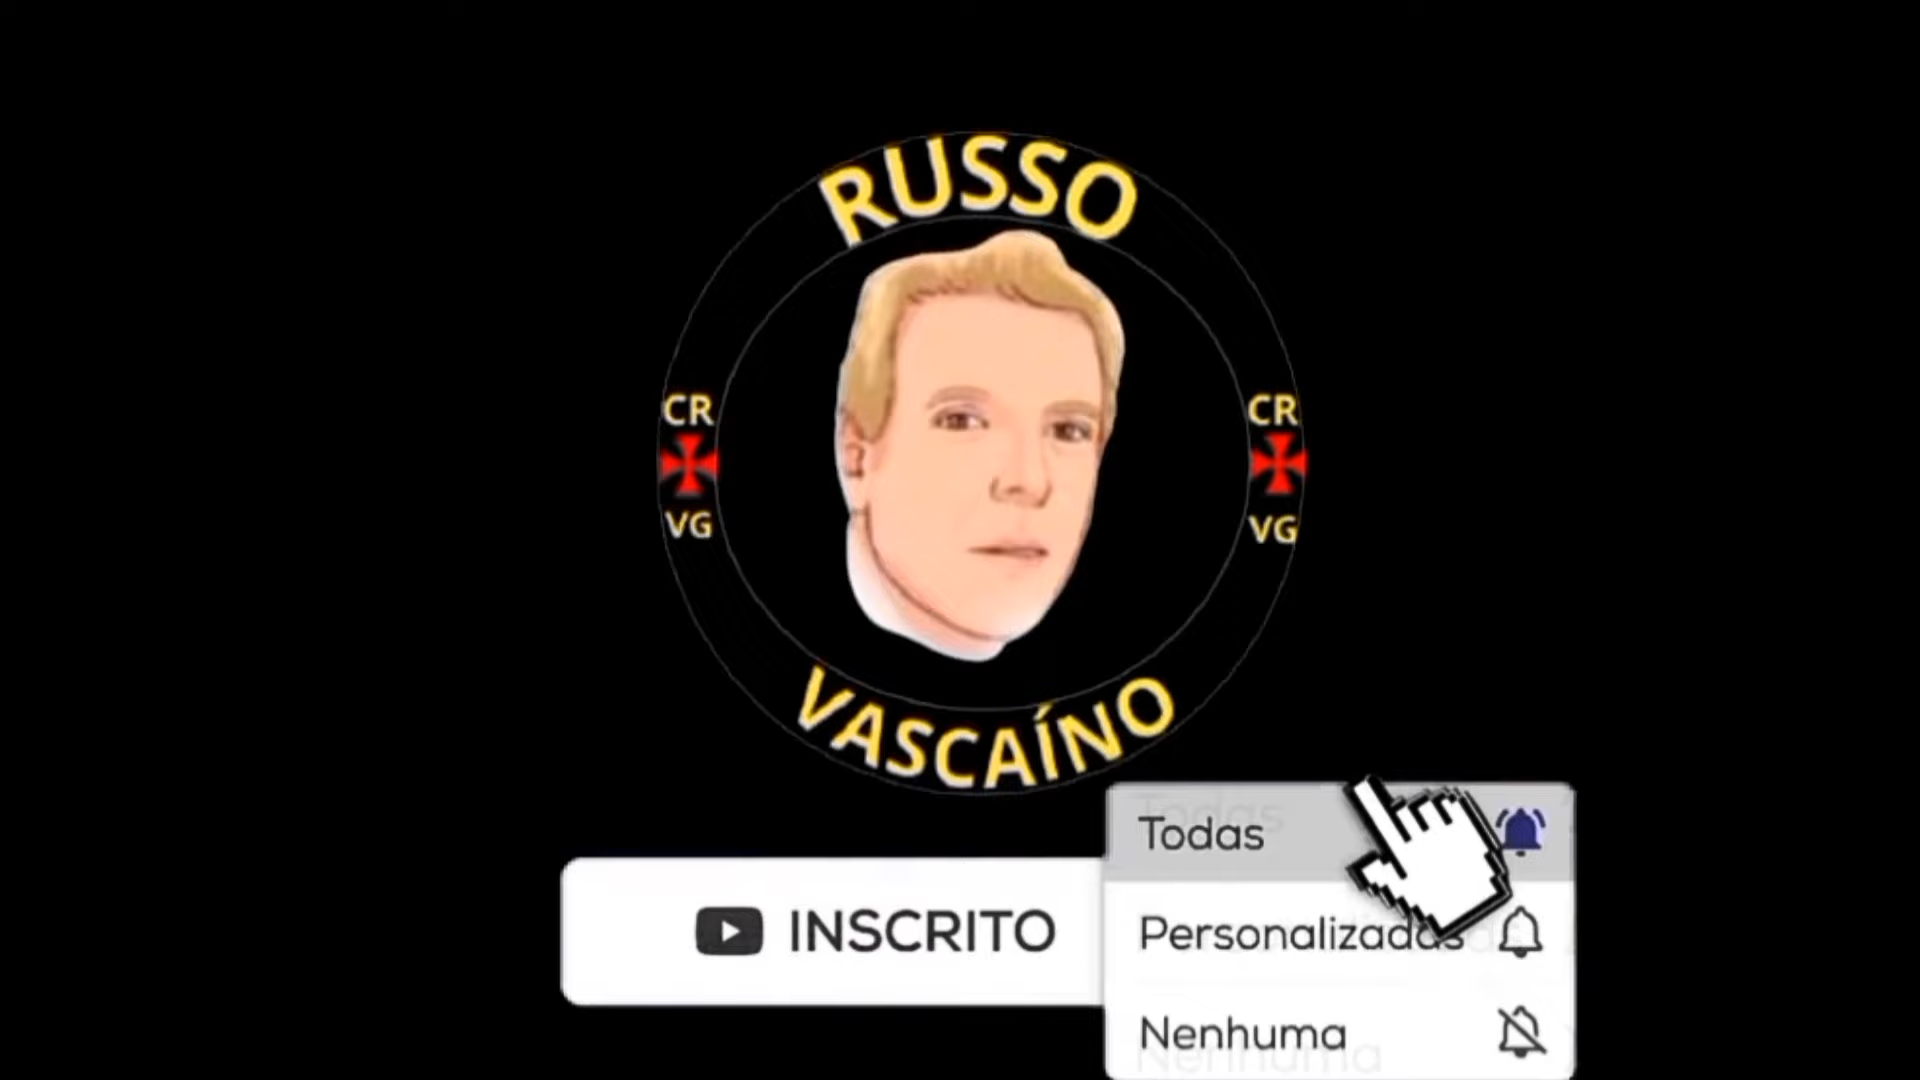 RUSSO
CR
VG
CR
VG
VASCAÍNO
Todas
INSCRITO
Personalizadas
Nenhuma